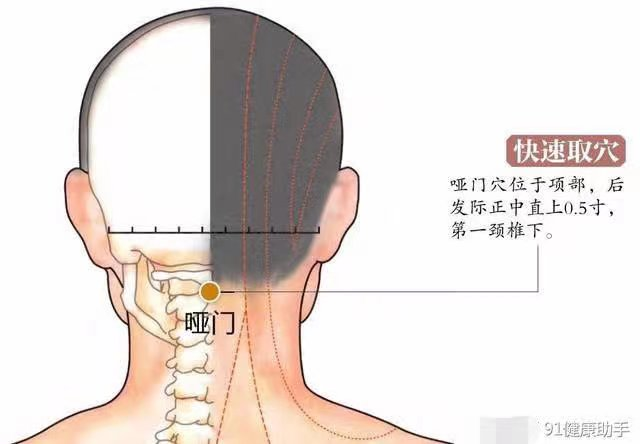 快速取穴
哑门穴位于项部，后
发际正中直上0.5寸，
第一颈椎下。
哑门
91健康助手